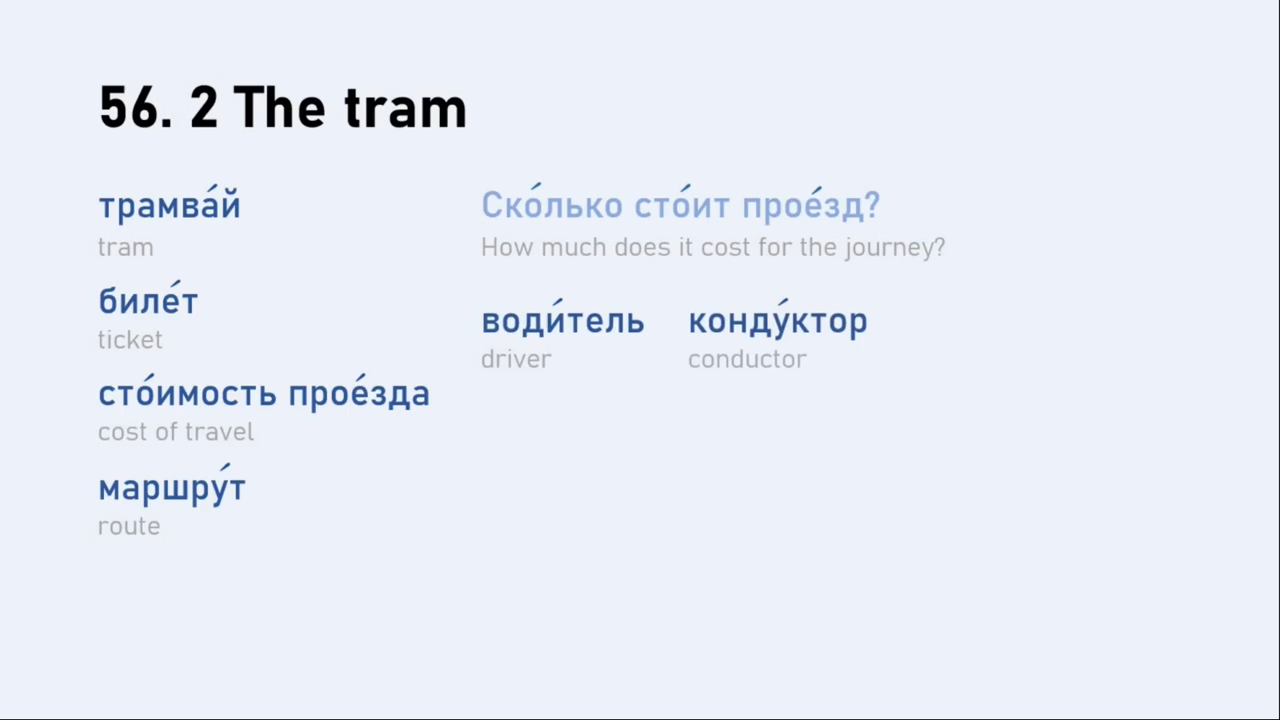 56. 2 The tram
трамва́й
tram
биле́т
ticket
сто́имость прое́зда
cost of travel
маршру́т
route
Ско́лько сто́ит прое́зд?
How much does it cost for the journey?
води́тель конду́ктор
driver conductor